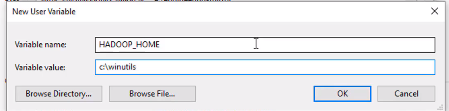 New User Variable
Variable name: HADOOP_HOME
Variable value: c:\winutils
Browse Directory... Browse File... OK Cancel